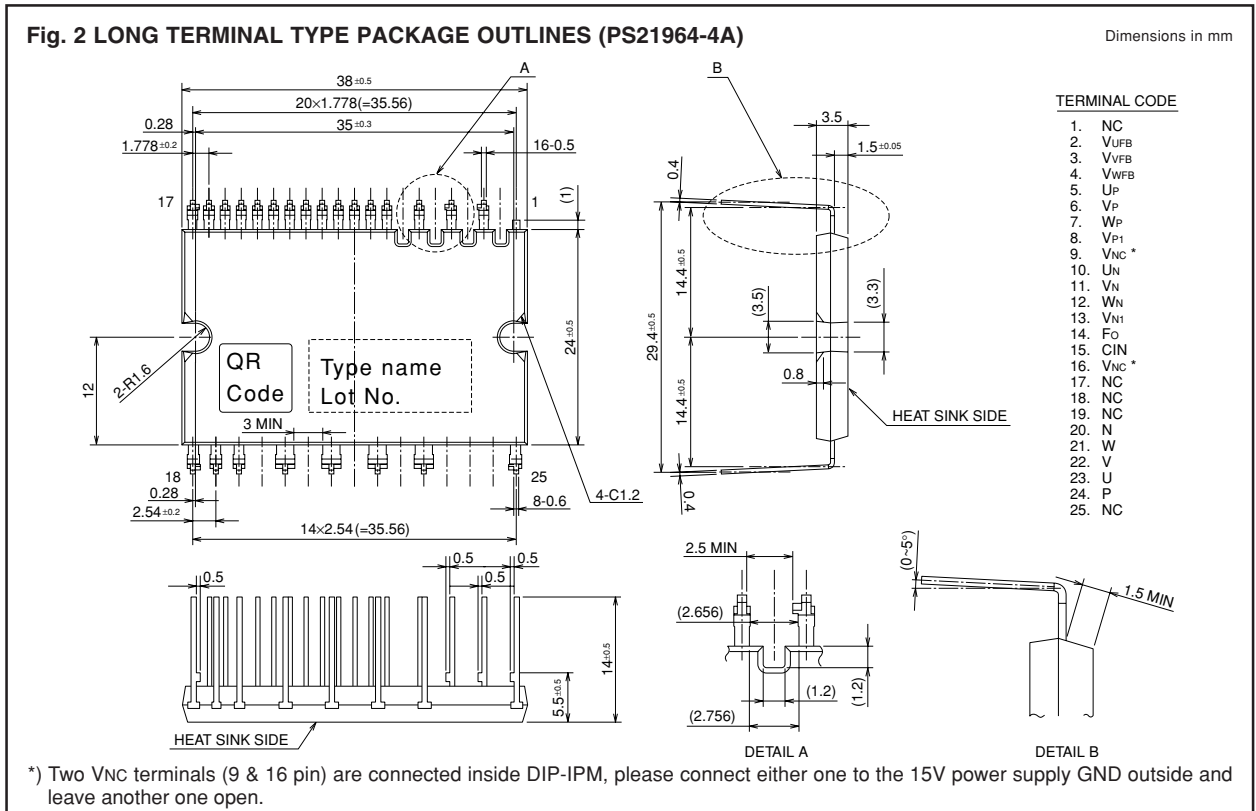 Fig. 2 LONG TERMINAL TYPE PACKAGE OUTLINES (PS21964-4A)
Dimensions in mm
A
B
38 ±0.5
20×1.778(=35.56)
35 ±0.3
0.28
1.778 ±0.2
16-0.5
17
1
(1)
2-R1.6
12
24 ±0.5
QR
Code
Type name
Lot No.
3 MIN
18
25
0.28
2.54 ±0.2
14×2.54(=35.56)
8-0.6
4-C1.2
3.5
1.5 ±0.05
0.4
14.4 ±0.5
29.4 ±0.5
14.4 ±0.5
(3.5)
(3.3)
0.8
HEAT SINK SIDE
0.4
TERMINAL CODE
1. NC
2. VUFB
3. VVFB
4. VWFB
5. UP
6. VP
7. WP
8. VP1
9. VNC *
10. UN
11. VN
12. WN
13. VN1
14. FO
15. CIN
16. VNC *
17. NC
18. NC
19. NC
20. N
21. W
22. V
23. U
24. P
25. NC
0.5
0.5
0.5
0.5
14 ±0.5
5.5 ±0.5
HEAT SINK SIDE
2.5 MIN
(2.656)
(1.2)
(1.2)
(2.756)
DETAIL A
(0~5°)
1.5 MIN
DETAIL B
*) Two VNC terminals (9 & 16 pin) are connected inside DIP-IPM, please connect either one to the 15V power supply GND outside and
leave another one open.